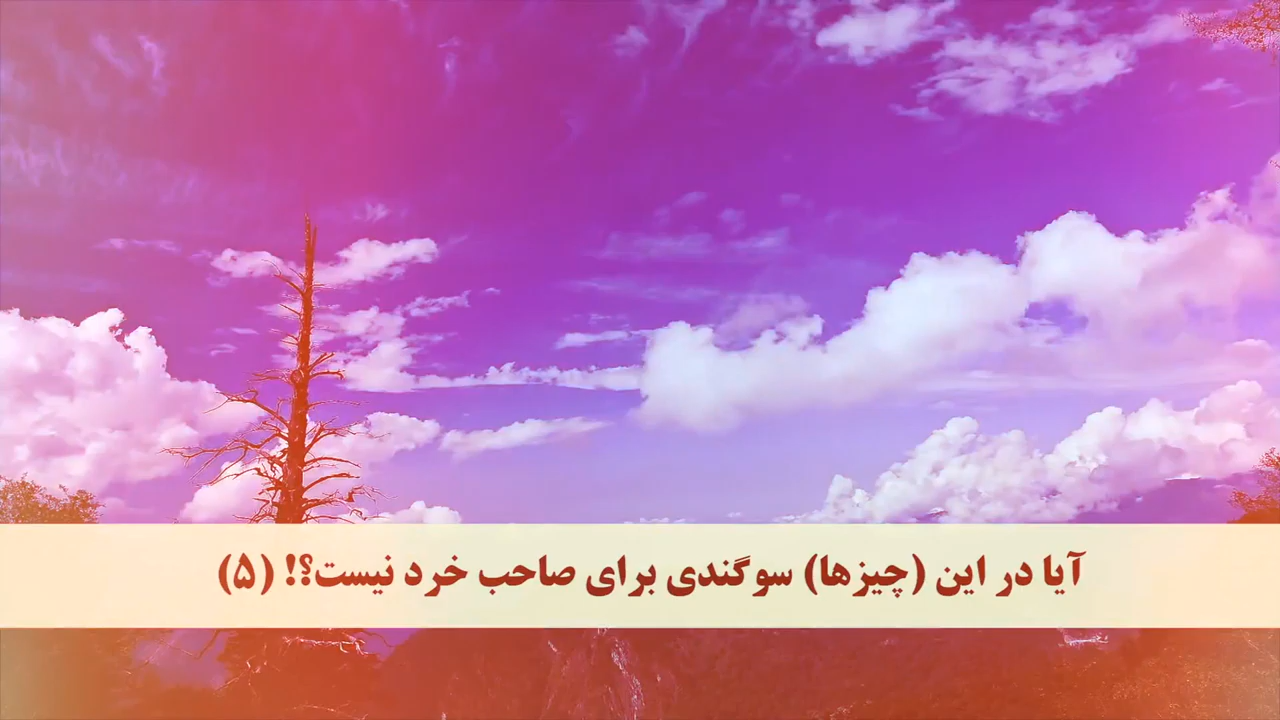 آیا در این (چیزها) سوگندی برای صاحب خرد نیست؟! (۵)